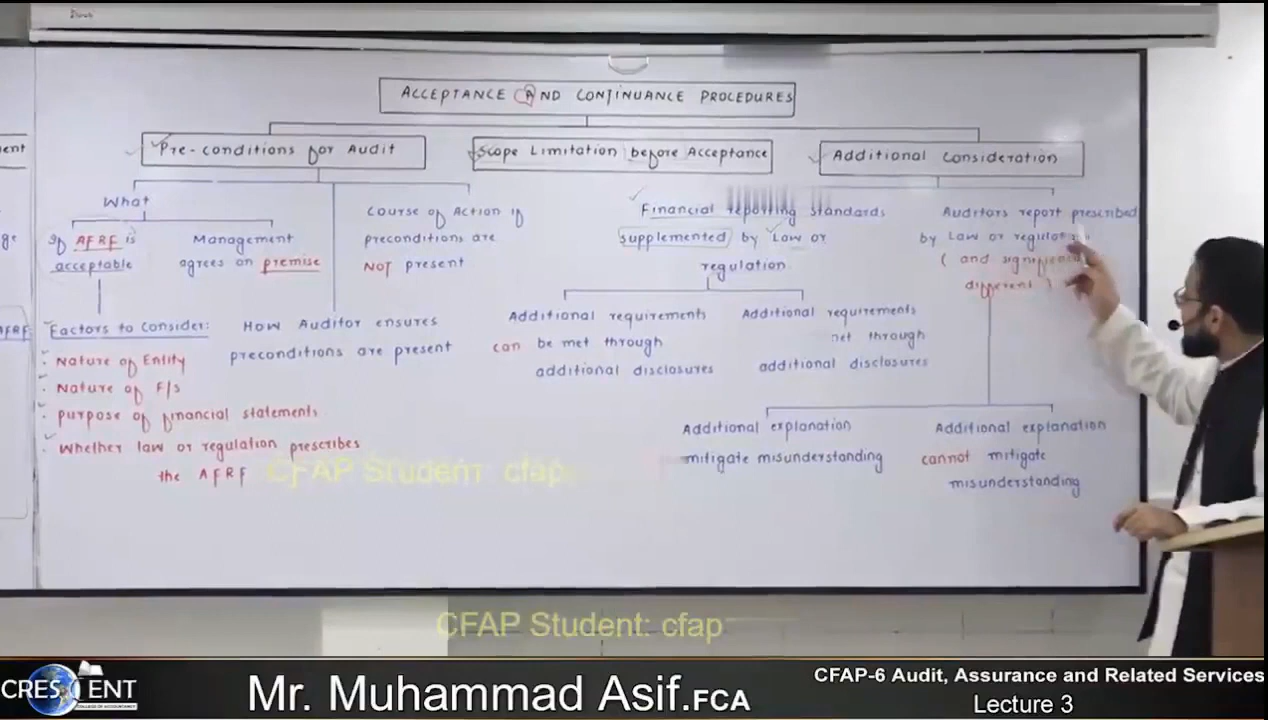 ACCEPTANCE AND CONTINUANCE PROCEDURES
Pre-conditions for Audit
Scope Limitation before Acceptance
Additional Consideration
What
If AFRF is
acceptable
Management
agrees on premise
Course of Action if
preconditions are
NOT present
Factors to Consider:
Nature of Entity
Nature of F/s
purpose of financial statements
Whether law or regulation prescribes
the AFRF
How Auditor ensures
preconditions are present
Financial reporting standards
supplemented by Law or
regulation
Additional requirements
can be met through
additional disclosures
Additional requirements
met through
additional disclosures
Auditors report prescribed
by Law or
( and
different )
Additional explanation
mitigate misunderstanding
Additional explanation
cannot mitigate
misunderstanding
ent
ge
AFRF
CFAP Student: cfap
CFAP Student: cfap
CRESCENT
Mr. Muhammad Asif.FCA
CFAP-6 Audit, Assurance and Related Services
Lecture 3